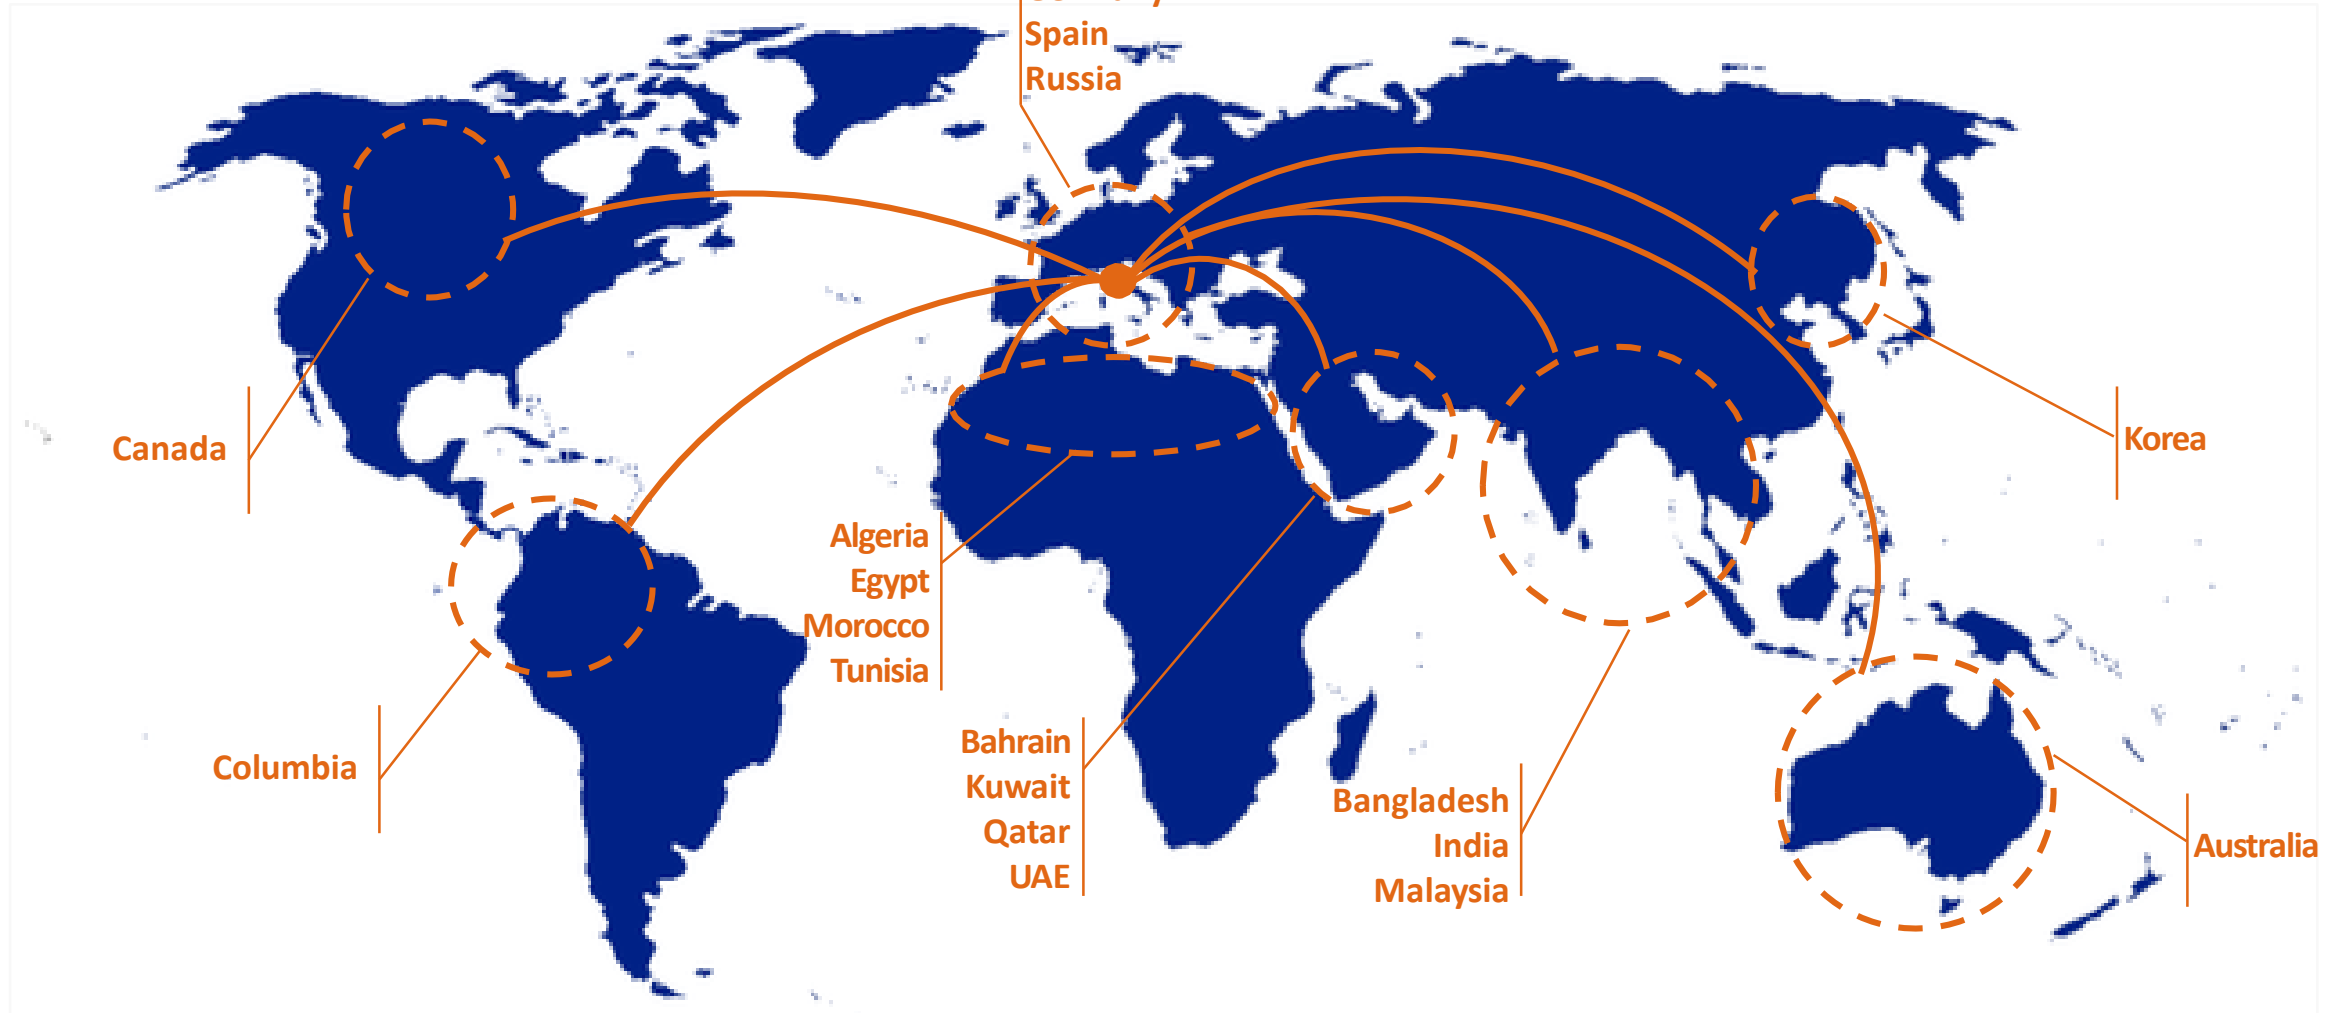 Spain
Russia
Canada
Korea
Algeria
Egypt
Morocco
Tunisia
Columbia
Bahrain
Kuwait
Qatar
UAE
Bangladesh
India
Malaysia
Australia